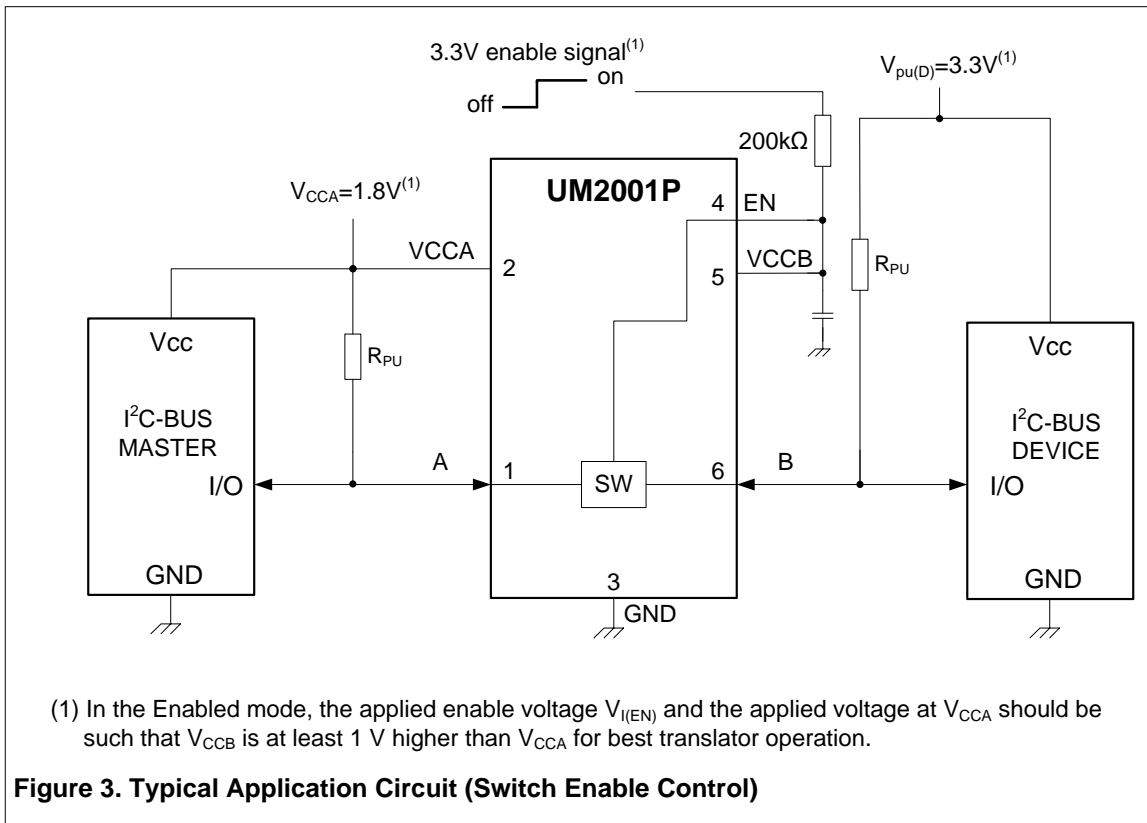 3.3V enable signal(1)
off
on
Vpu(D)=3.3V(1)
200kΩ
VCCA=1.8V(1)
UM2001P
4 EN
VCCA
2
VCCB
5
RPU
RPU
Vcc
I2C-BUS
MASTER
I/O
GND
A
1
SW
6
B
3
GND
Vcc
I2C-BUS
DEVICE
I/O
GND
(1) In the Enabled mode, the applied enable voltage VI(EN) and the applied voltage at VCCA should be
such that VCCB is at least 1 V higher than VCCA for best translator operation.
Figure 3. Typical Application Circuit (Switch Enable Control)